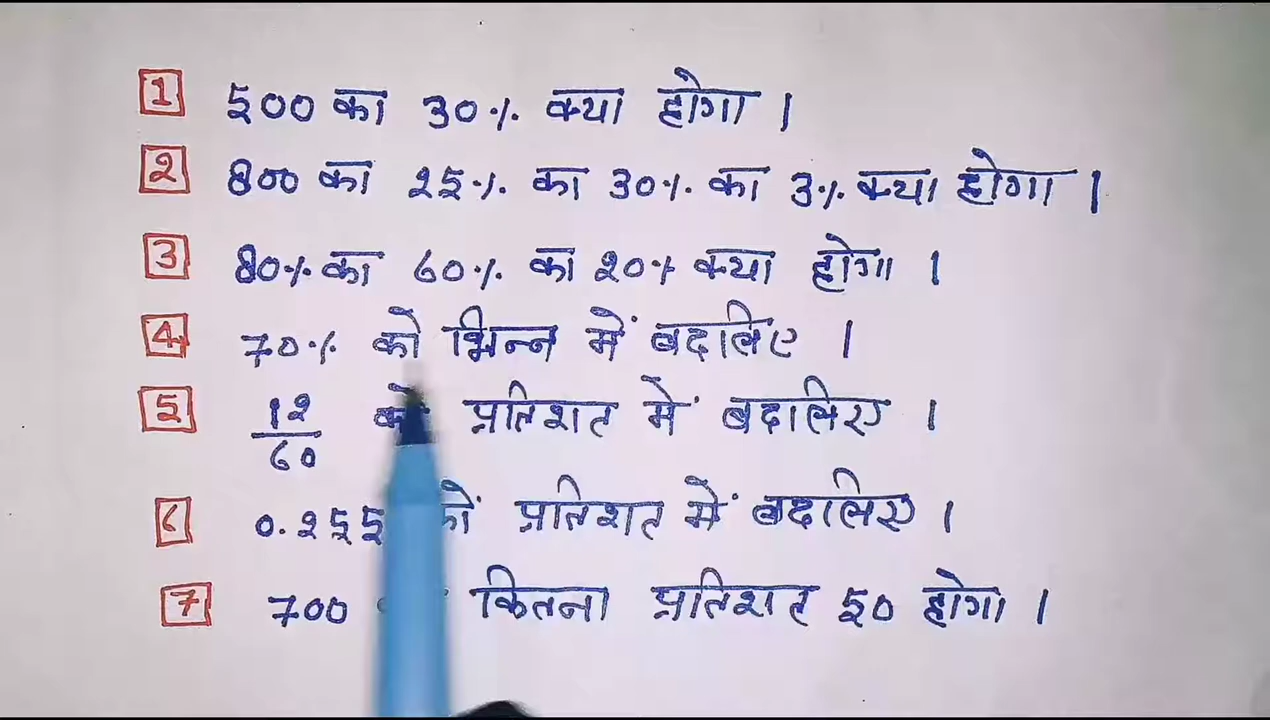 1 500 का 30% क्या होगा।
2 800 का 25% का 30% का 3% क्या होगा।
3 80% का 60% का 20% क्या होगा।
4 70% को भिन्न में बदलिए।
5 12/60 को प्रतिशत में बदलिए।
6 0.255 को प्रतिशत में बदलिए।
7 700 कितना प्रतिशत 50 होगा।